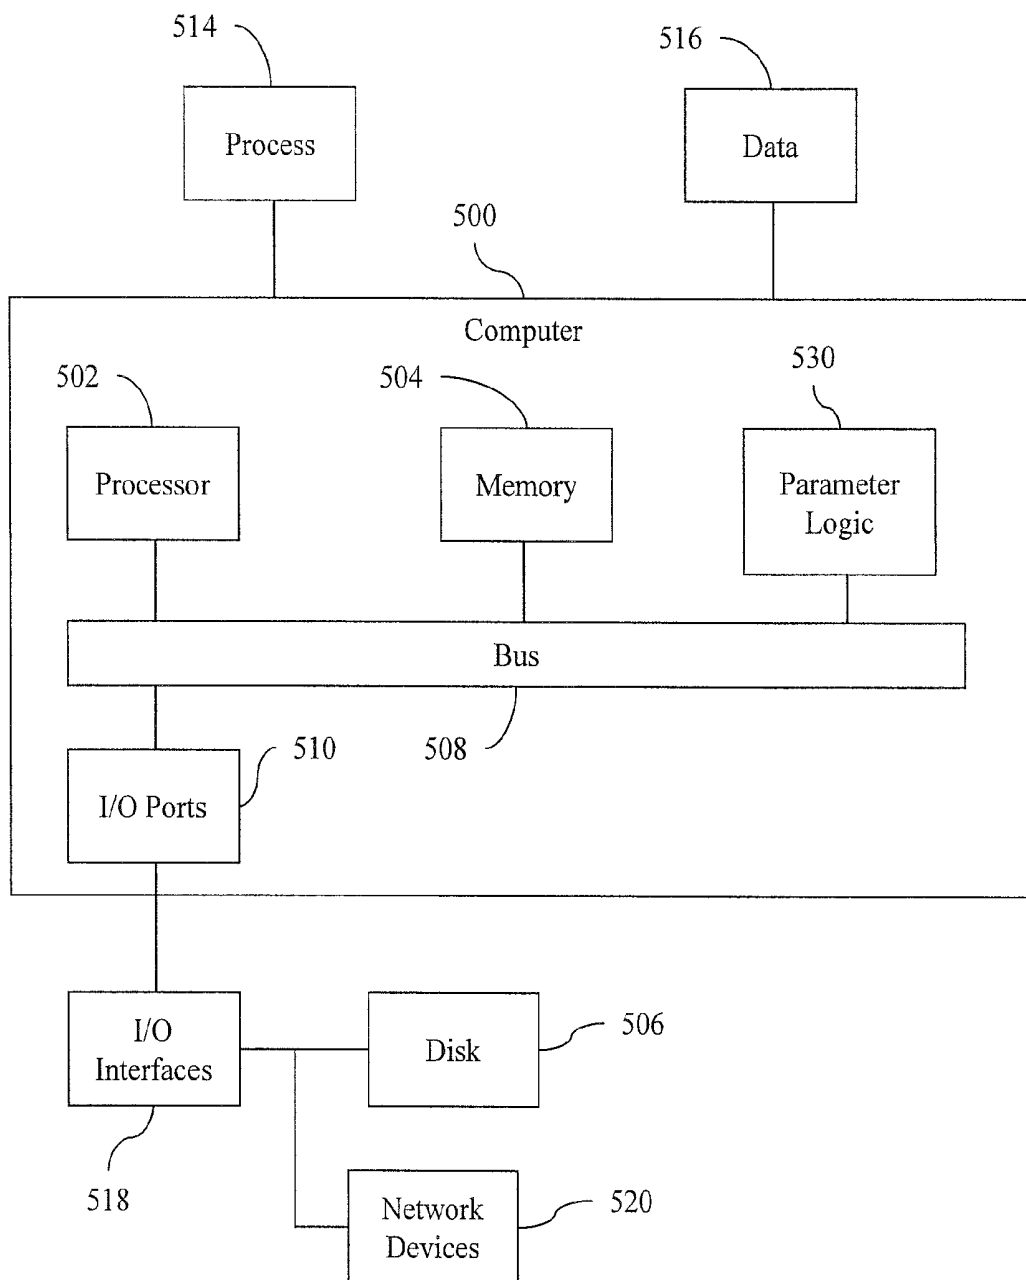 514
516
Process
Data
500
Computer
502
504
530
Processor
Memory
Parameter
Logic
Bus
510
508
I/O Ports
I/O
Interfaces
Disk
506
518
Network
Devices
520